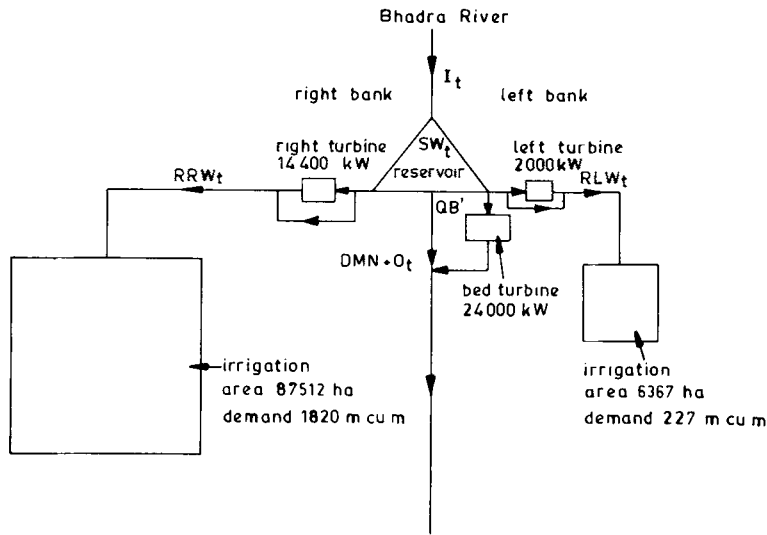 Bhadra River
I_t
right bank
left bank
right turbine
14 400 kW
SW_t
reservoir
left turbine
2000kW
RRW_t
RLW_t
QB'
DMN + O_t
bed turbine
24000 kW
irrigation
area 87512 ha
demand 1820 m cu m
irrigation
area 6367 ha
demand 227 m cu m